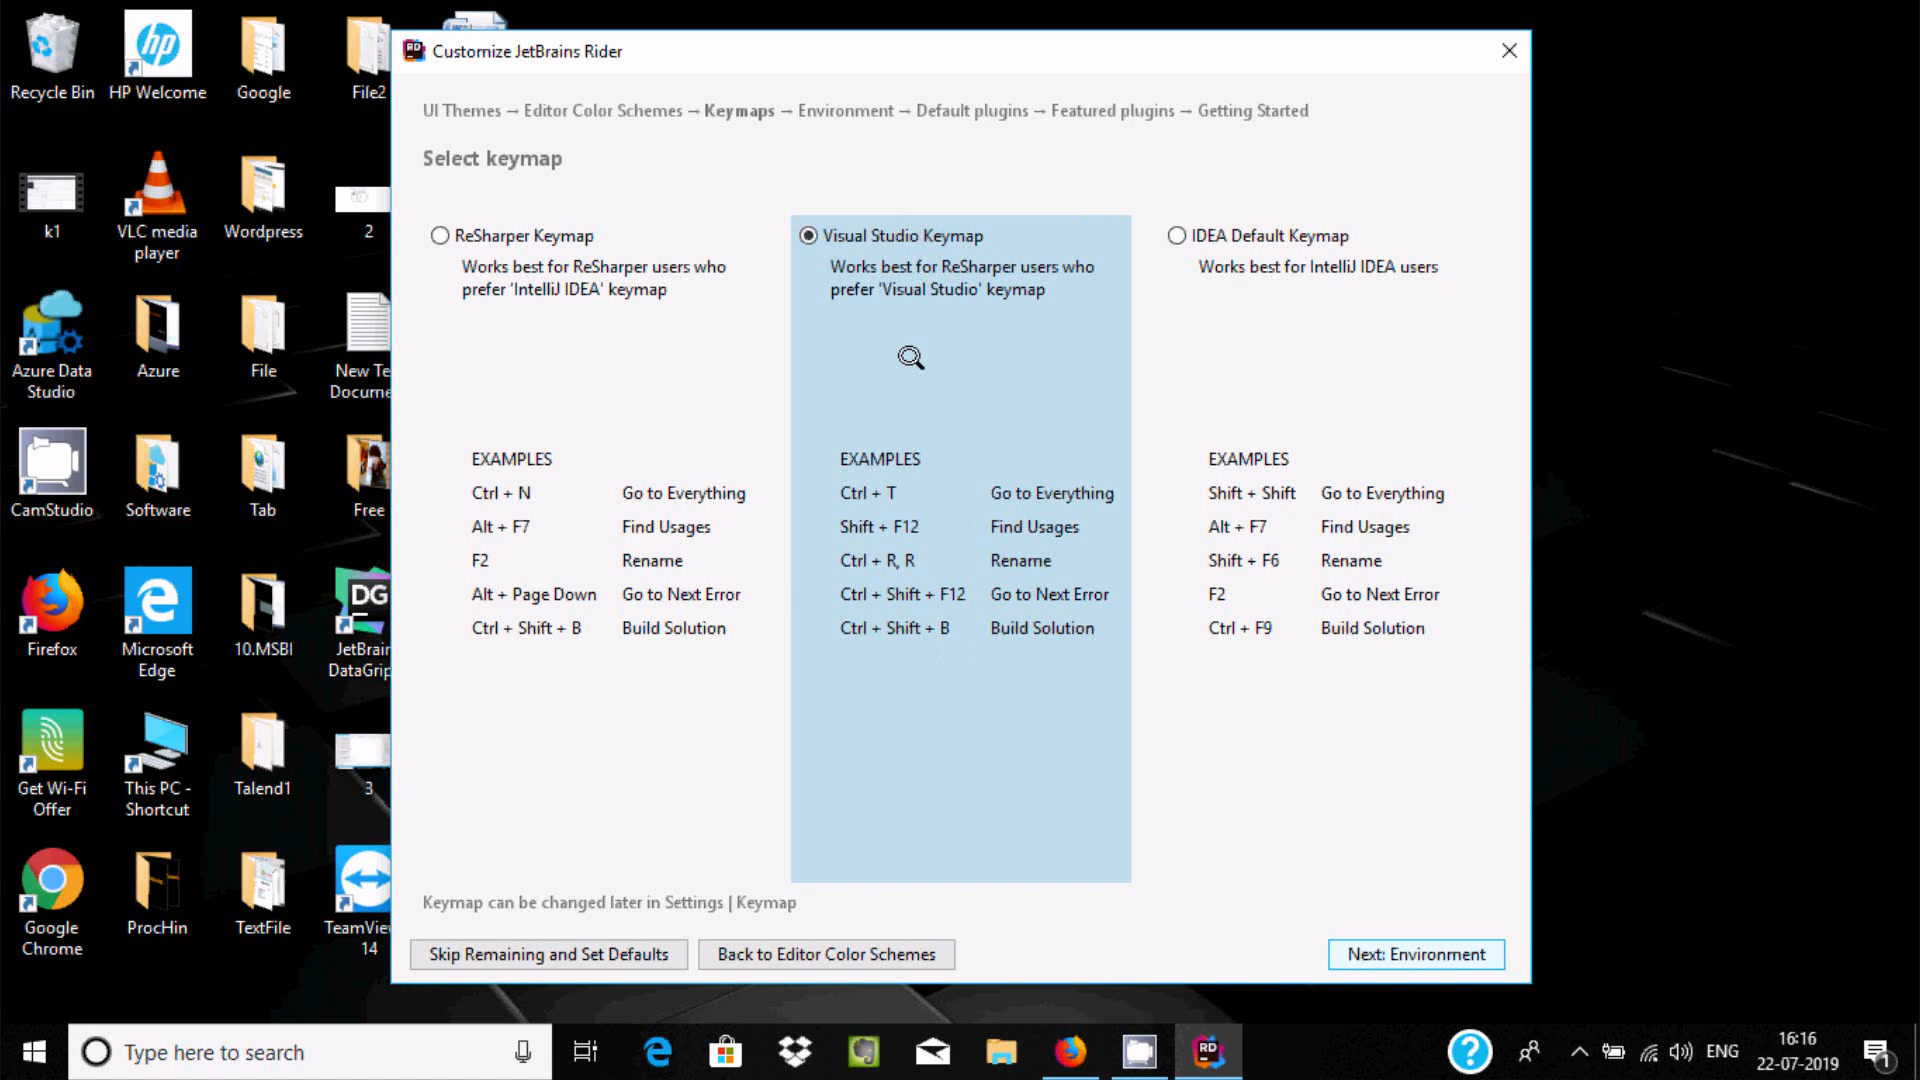 Customize JetBrains Rider
UI Themes → Editor Color Schemes → Keymaps → Environment → Default plugins → Featured plugins → Getting Started
Select keymap
ReSharper Keymap
Works best for ReSharper users who
prefer 'IntelliJ IDEA' keymap
EXAMPLES
Ctrl + N Go to Everything
Alt + F7 Find Usages
F2 Rename
Alt + Page Down Go to Next Error
Ctrl + Shift + B Build Solution
Visual Studio Keymap
Works best for ReSharper users who
prefer 'Visual Studio' keymap
EXAMPLES
Ctrl + T Go to Everything
Shift + F12 Find Usages
Ctrl + R, R Rename
Ctrl + Shift + F12 Go to Next Error
Ctrl + Shift + B Build Solution
IDEA Default Keymap
Works best for IntelliJ IDEA users
EXAMPLES
Shift + Shift Go to Everything
Alt + F7 Find Usages
Shift + F6 Rename
F2 Go to Next Error
Ctrl + F9 Build Solution
Keymap can be changed later in Settings | Keymap
Skip Remaining and Set Defaults
Back to Editor Color Schemes
Next: Environment
Recycle Bin
hp
HP Welcome
Google
File2
k1
VLC media
player
Wordpress
2
Azure Data
Studio
Azure
File
New Te
Docume
CamStudio
Software
Tab
Free
Firefox
Microsoft
Edge
10.MSBI
DG
JetBrain
DataGrip
Get Wi-Fi
Offer
This PC -
Shortcut
Talend1
3
Google
Chrome
ProcHin
TextFile
TeamVie
14
Type here to search
RD
ENG
16:16
22-07-2019
1